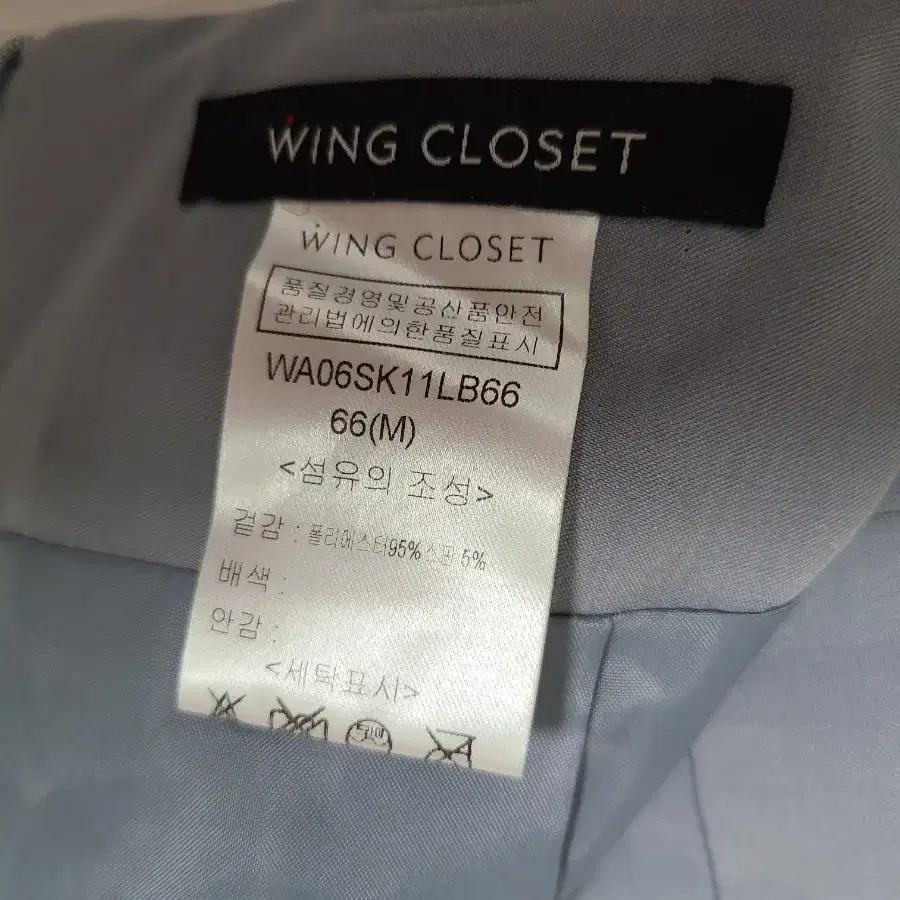 WING CLOSET
WING CLOSET
품질경영및공산품안전
관리법에의한품질표시
WA06SK11LB66
66(M)
<섬유의 조성>
겉감 : 폴리에스터95%스판 5%
배색 :
안감 :
<세탁표시>